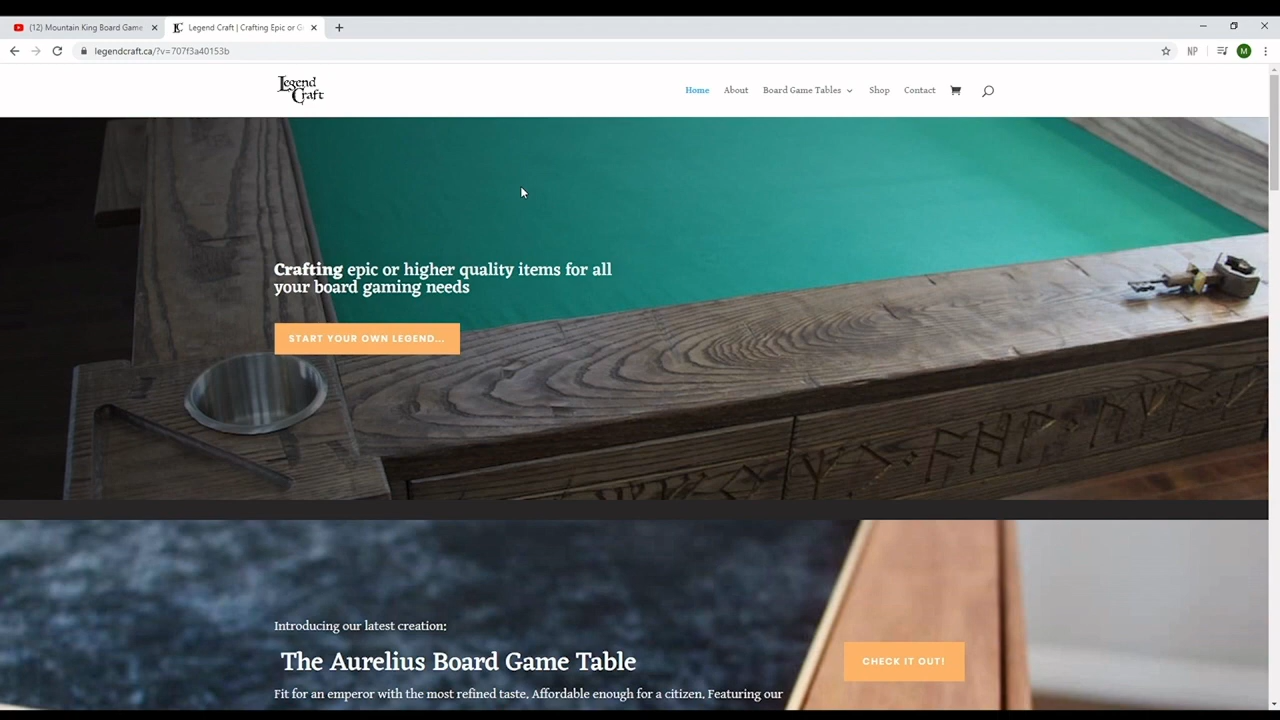 (12) Mountain King Board Game
Legend Craft | Crafting Epic or G
legendcraft.ca/?v=707f3a40153b
NP
M
Legend
Craft
Home About Board Game Tables Shop Contact
Crafting epic or higher quality items for all
your board gaming needs
START YOUR OWN LEGEND...
Introducing our latest creation:
The Aurelius Board Game Table
CHECK IT OUT!
Fit for an emperor with the most refined taste. Affordable enough for a citizen. Featuring our